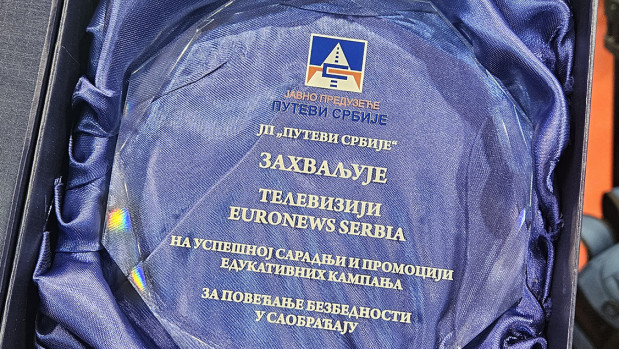 ЈАВНО ПРЕДУЗЕЋЕ
ПУТЕВИ СРБИЈЕ
ЈП „ПУТЕВИ СРБИЈЕ“
ЗАХВАЉУЈЕ
ТЕЛЕВИЗИЈИ
EURONEWS SERBIA
НА УСПЕШНОЈ САРАДЊИ И ПРОМОЦИЈИ
ЕДУКАТИВНИХ КАМПАЊА
ЗА ПОВЕЋАЊЕ БЕЗБЕДНОСТИ
У САОБРАЋАЈУ